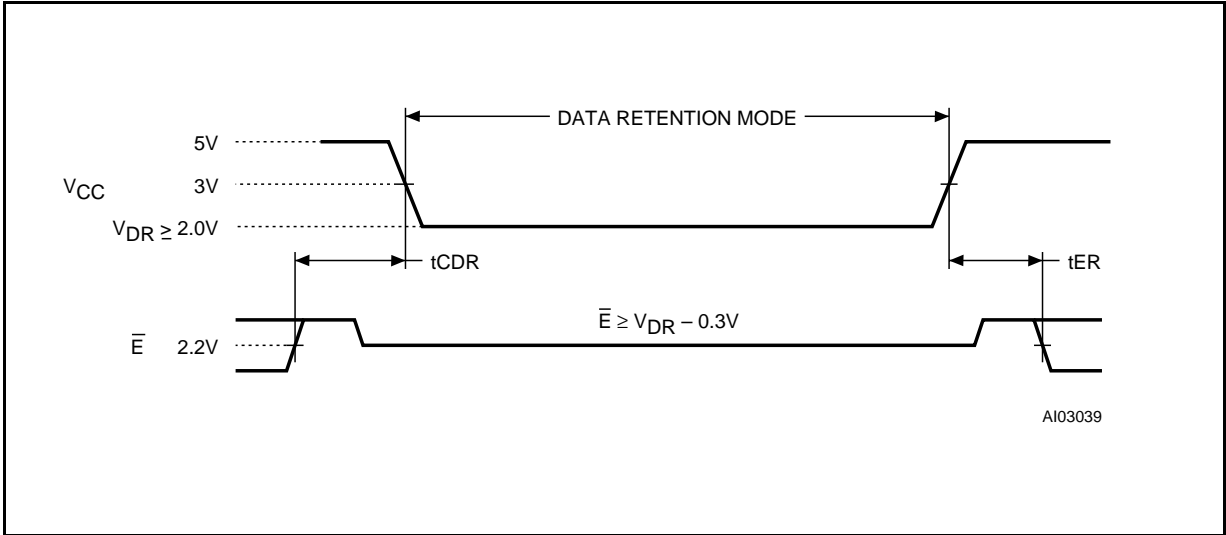 DATA RETENTION MODE
5V
VCC 3V
VDR ≥ 2.0V
tCDR tER
E̅ ≥ VDR – 0.3V
E̅ 2.2V
AI03039